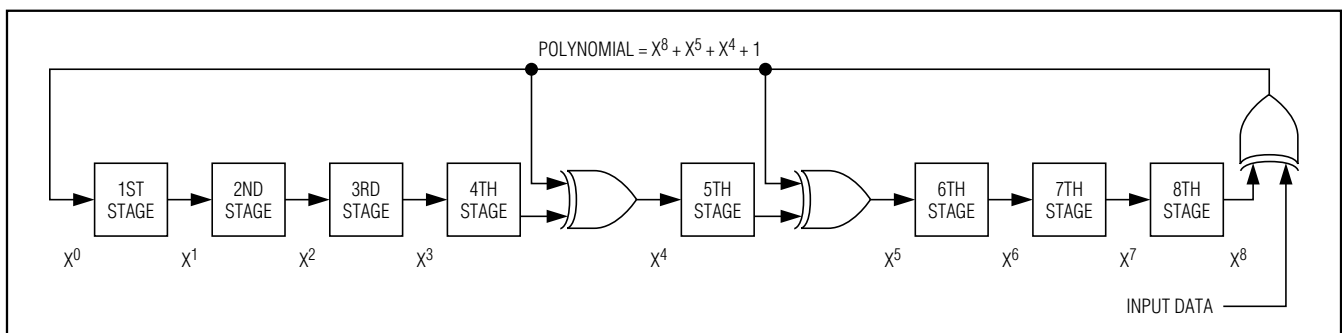 POLYNOMIAL = X⁸ + X⁵ + X⁴ + 1
1ST
STAGE
2ND
STAGE
3RD
STAGE
4TH
STAGE
5TH
STAGE
6TH
STAGE
7TH
STAGE
8TH
STAGE
X⁰
X¹
X²
X³
X⁴
X⁵
X⁶
X⁷
X⁸
INPUT DATA